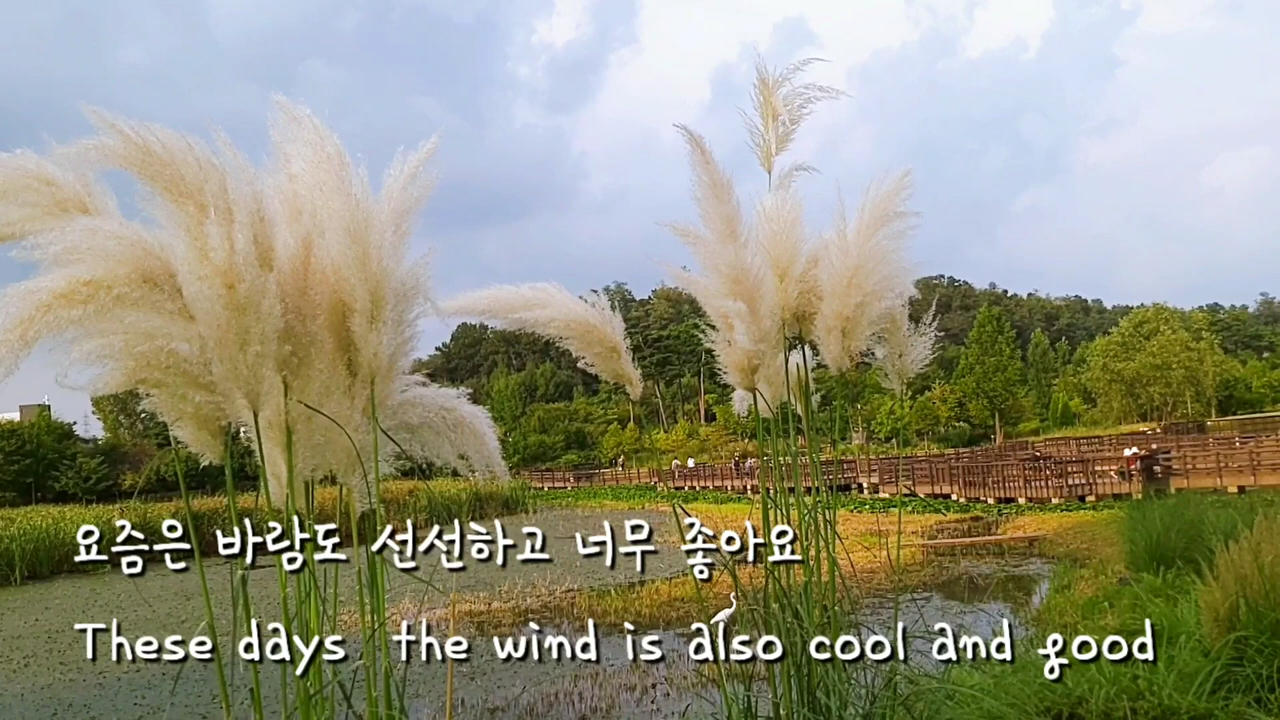 요즘은 바람도 선선하고 너무 좋아요
These days the wind is also cool and good